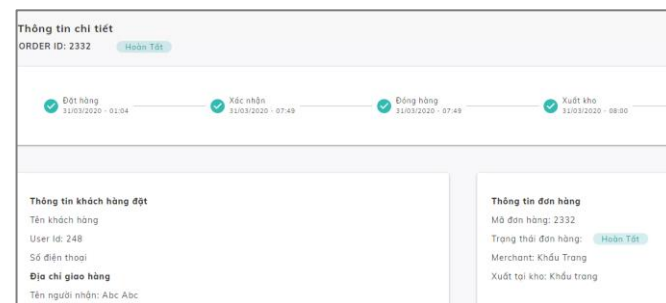 Thông tin chi tiết
ORDER ID: 2332 Hoàn Tất
Đặt hàng
31/03/2020 - 01:04
Xác nhận
31/03/2020 - 07:49
Đóng hàng
31/03/2020 - 07:49
Xuất kho
31/03/2020 - 08:00
Thông tin khách hàng đặt
Tên khách hàng
User Id: 248
Số điện thoại
Địa chỉ giao hàng
Tên người nhận: Abc Abc
Thông tin đơn hàng
Mã đơn hàng: 2332
Trạng thái đơn hàng: Hoàn Tất
Merchant: Khẩu Trang
Xuất tại kho: Khẩu trang